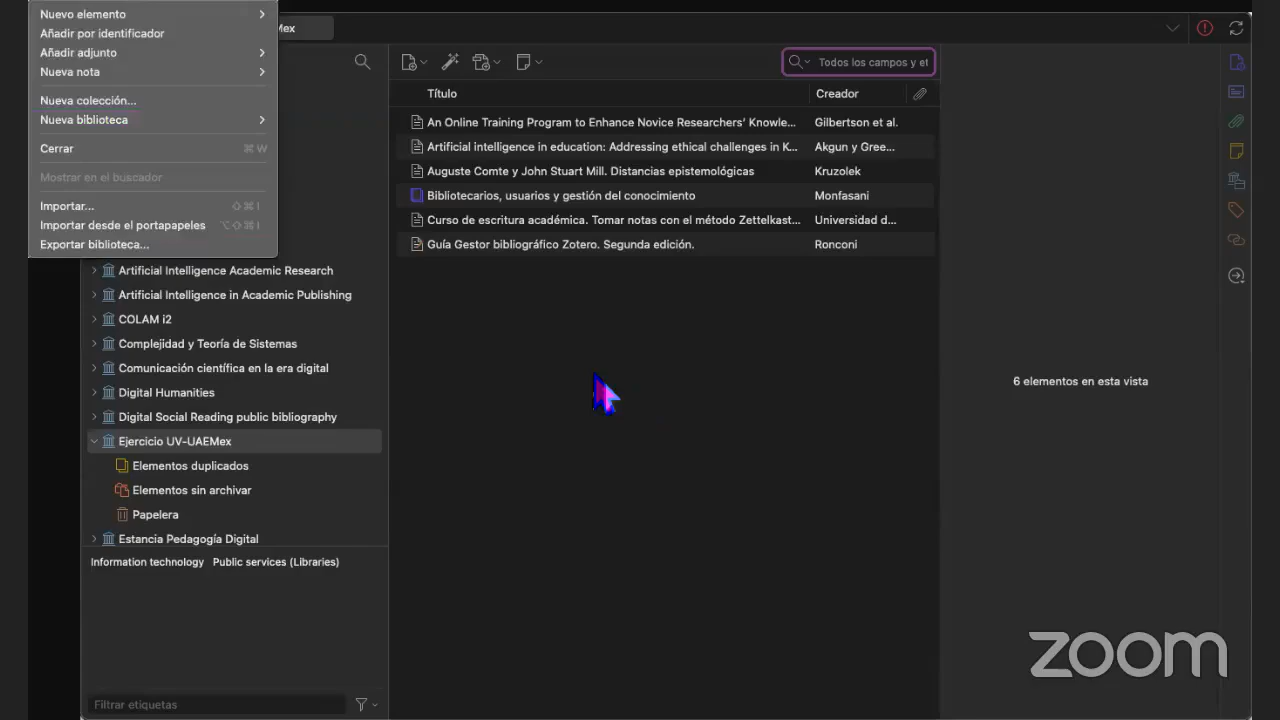 Nuevo elemento
Añadir por identificador
Añadir adjunto
Nueva nota
Nueva colección...
Nueva biblioteca
Cerrar ⌘ W
Mostrar en el buscador
Importar... ⇧⌘ I
Importar desde el portapapeles ⌥⇧⌘ I
Exportar biblioteca...
Mex
Todos los campos y et
Título Creador
An Online Training Program to Enhance Novice Researchers’ Knowle... Gilbertson et al.
Artificial intelligence in education: Addressing ethical challenges in K... Akgun y Gree...
Auguste Comte y John Stuart Mill. Distancias epistemológicas Kruzolek
Bibliotecarios, usuarios y gestión del conocimiento Monfasani
Curso de escritura académica. Tomar notas con el método Zettelkast... Universidad d...
Guía Gestor bibliográfico Zotero. Segunda edición. Ronconi
Artificial Intelligence Academic Research
Artificial Intelligence in Academic Publishing
COLAM i2
Complejidad y Teoría de Sistemas
Comunicación científica en la era digital
Digital Humanities
Digital Social Reading public bibliography
Ejercicio UV-UAEMex
Elementos duplicados
Elementos sin archivar
Papelera
Estancia Pedagogía Digital
Information technology Public services (Libraries)
Filtrar etiquetas
6 elementos en esta vista
zoom